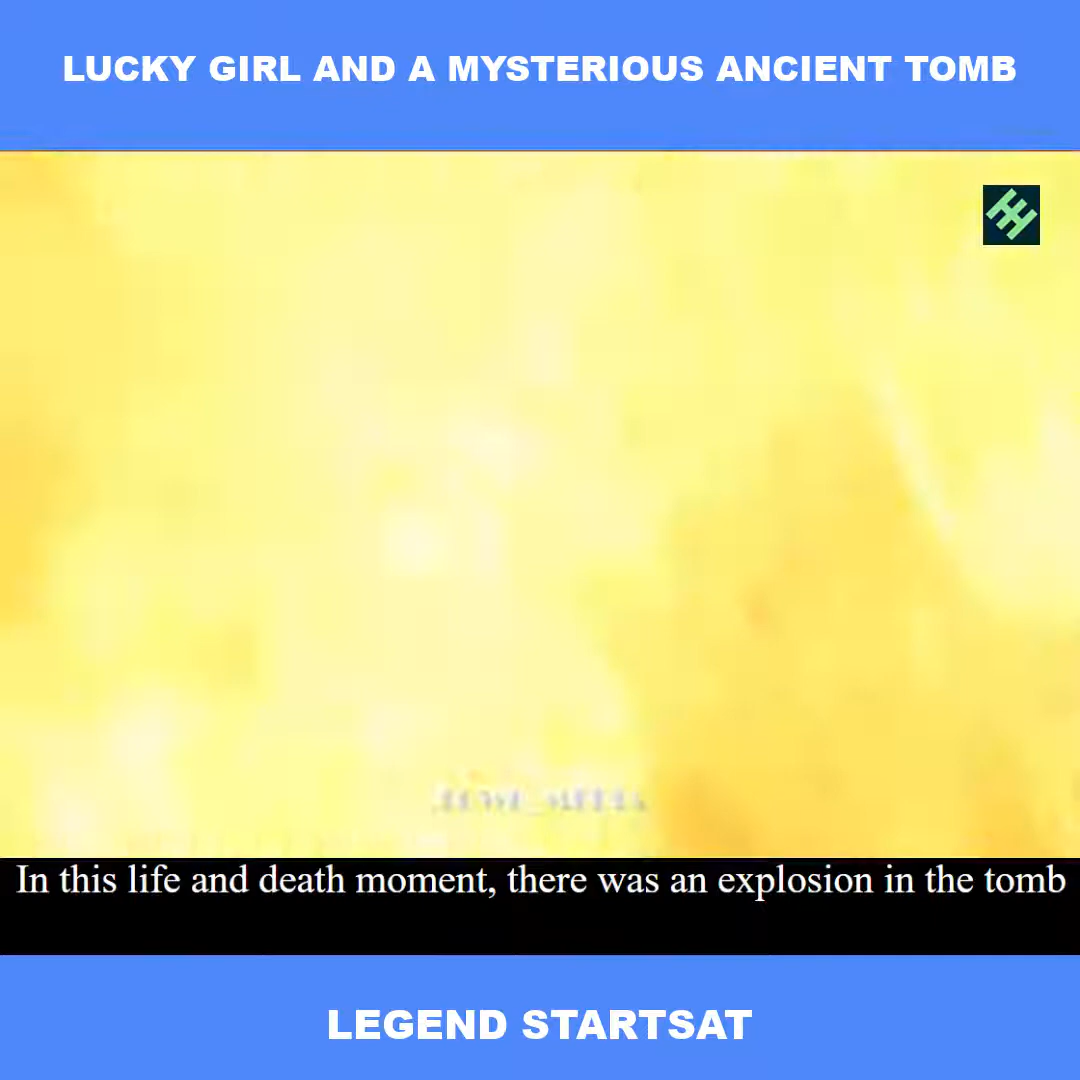 LUCKY GIRL AND A MYSTERIOUS ANCIENT TOMB
In this life and death moment, there was an explosion in the tomb
LEGEND STARTSAT